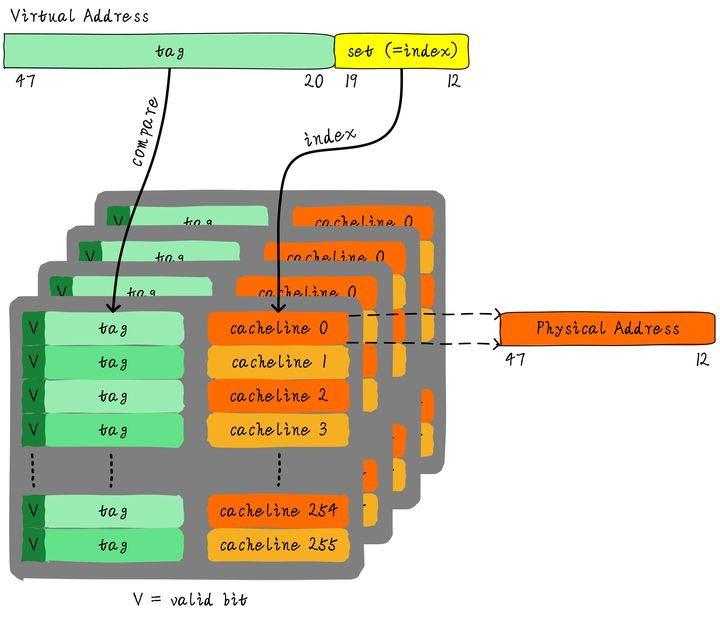 Virtual Address
tag set (=index)
47 20 19 12
compare
index
V tag cacheline 0
V tag cacheline 0
V tag cacheline 0
V tag cacheline 0
Physical Address
V tag cacheline 1
47 12
V tag cacheline 2
V tag cacheline 3
V tag cacheline 254
V tag cacheline 255
V = valid bit